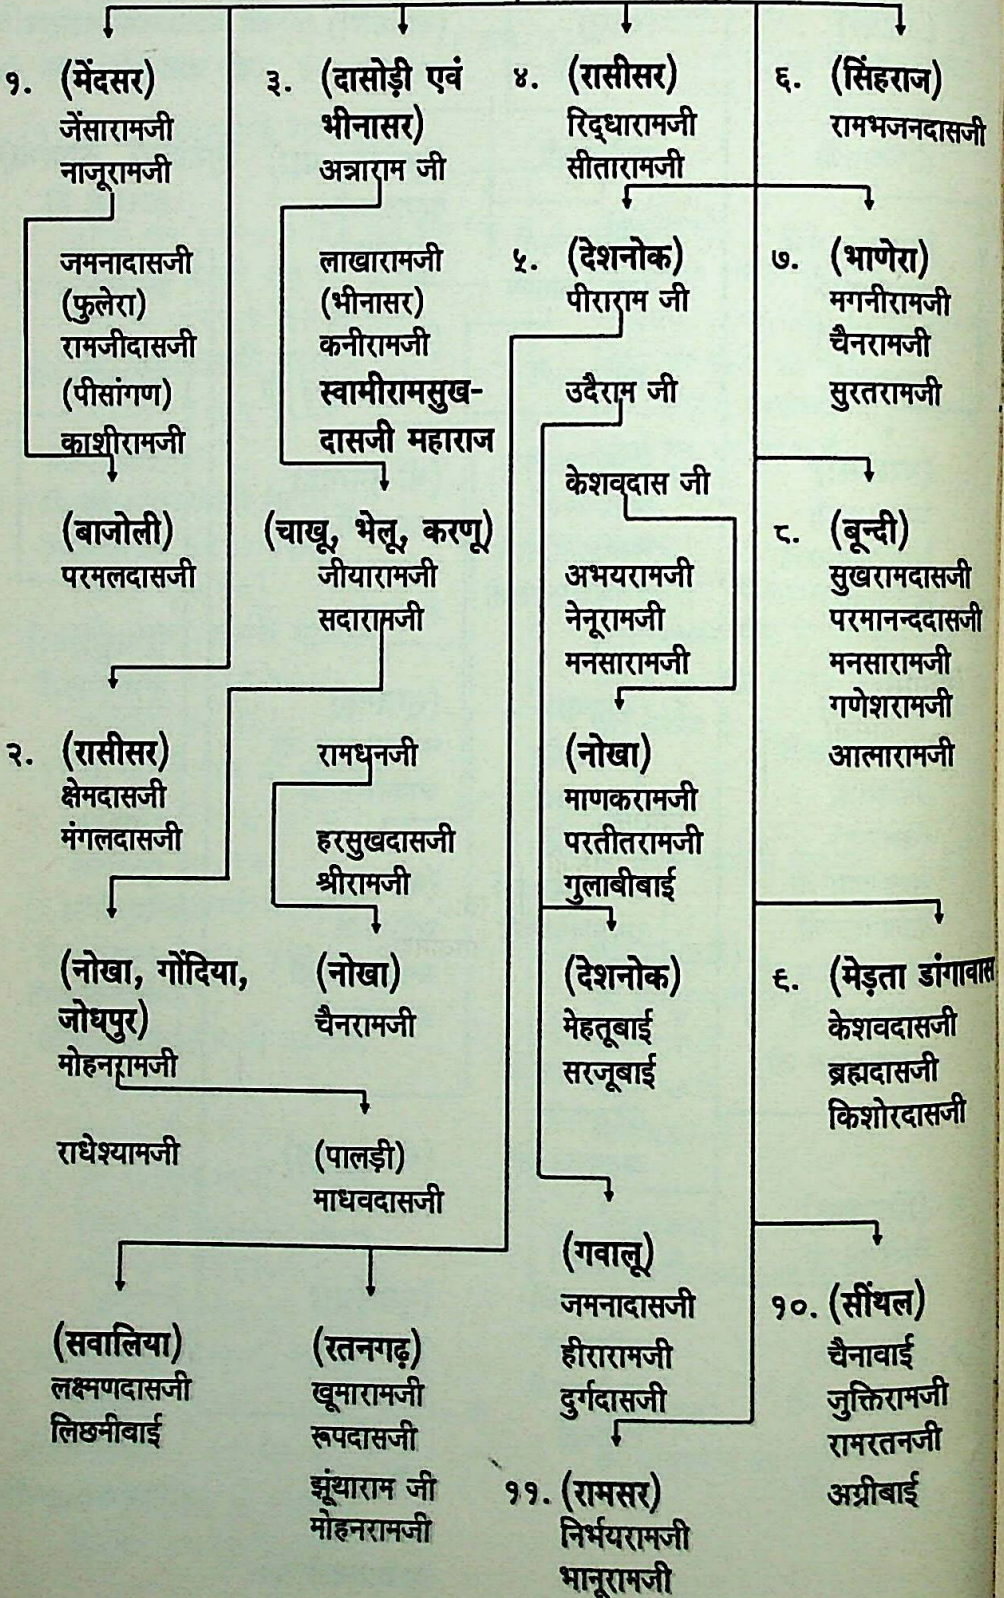 १. (मेंदसर)
जेंसारामजी
नाजूरामजी
जमनादासजी
(फुलेरा)
रामजीदासजी
(पीसांगण)
काशीरामजी
(बाजोली)
परमलदासजी
२. (रासीसर)
क्षेमदासजी
मंगलदासजी
(नोखा, गोंदिया,
जोधपुर)
मोहनरामजी
राधेश्यामजी
(सवालिया)
लक्ष्मणदासजी
लिछमीवाई
३. (दासोड़ी एवं
भीनासर)
अन्नाराम जी
लाखारामजी
(भीनासर)
कनीरामजी
स्वामीरामसुख-
दासजी महाराज
(चाखू, भेलू, करणू)
जीयारामजी
सदारामजी
रामधनजी
हरसुखदासजी
श्रीरामजी
(नोखा)
चैनरामजी
(पालड़ी)
माधवदासजी
(रतनगढ़)
खूमारामजी
रूपदासजी
झूंथाराम जी
मोहनरामजी
४. (रासीसर)
रिद्धारामजी
सीतारामजी
५. (देशनोक)
पीराराम जी
उदैराम जी
केशवदास जी
अभयरामजी
नेनूरामजी
मनसारामजी
(नोखा)
माणकरामजी
परतीतरामजी
गुलाबीबाई
(देशनोक)
मेहतूबाई
सरजूबाई
(गवालू)
जमनादासजी
हीरारामजी
दुर्गदासजी
६. (सिंहराज)
रामभजनदासजी
७. (भाणेरा)
मगनीरामजी
चैनरामजी
सुरतरामजी
८. (बून्दी)
सुखरामदासजी
परमानन्ददासजी
मनसारामजी
गणेशरामजी
आत्मारामजी
९. (मेड़ता डांगावास
केशवदासजी
ब्रह्मदासजी
किशोरदासजी
१०. (सींथल)
चैनावाई
जुक्तिरामजी
रामरतनजी
अग्रीबाई
११. (रामसर)
निर्भयरामजी
भानूरामजी